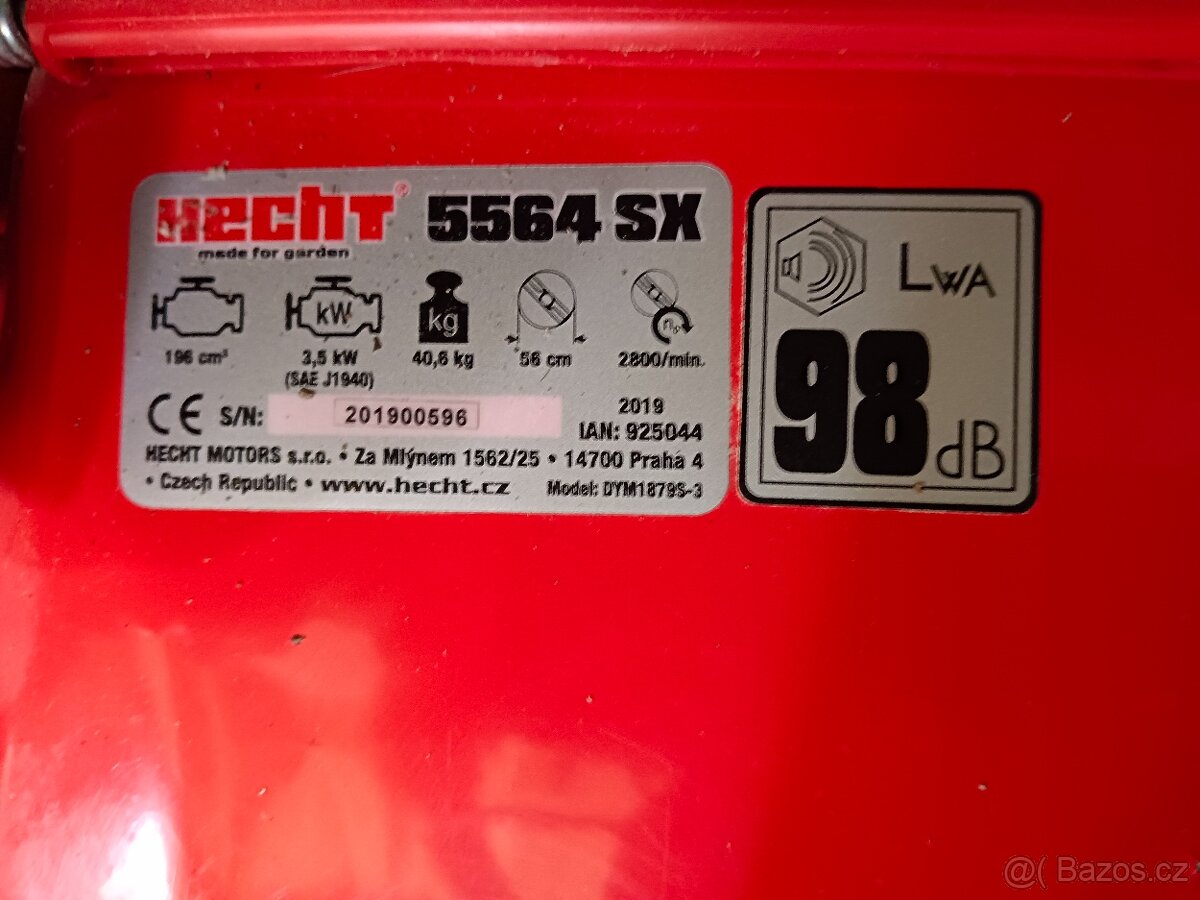 HECHT® 5564 SX
made for garden
kW
kg
n₀
196 cm³
3,5 kW
40,6 kg
56 cm
2800/min.
(SAE J1940)
CE S/N: 201900596
2019
IAN: 925044
HECHT MOTORS s.r.o. • Za Mlýnem 1562/25 • 14700 Praha 4
• Czech Republic • www.hecht.cz
Model: DYM1879S-3
LWA
98
dB
@( Bazos.cz